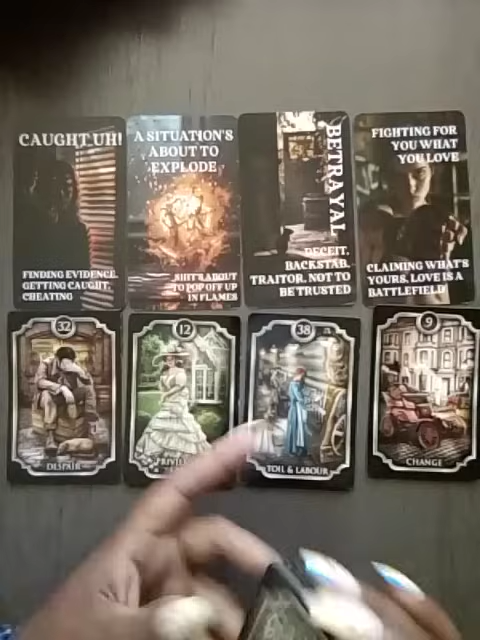 CAUGHT UH!
FINDING EVIDENCE.
GETTING CAUGHT,
CHEATING
A SITUATION'S
ABOUT TO
EXPLODE
SHIT'S ABOUT
TO POP OFF UP
IN FLAMES
BETRAYAL
DECEIT,
BACKSTAB.
TRAITOR. NOT TO
BE TRUSTED
FIGHTING FOR
YOU WHAT
YOU LOVE
CLAIMING WHAT'S
YOURS. LOVE IS A
BATTLEFIELD
32
DESPAIR
12
38
TOIL & LABOUR
9
CHANGE